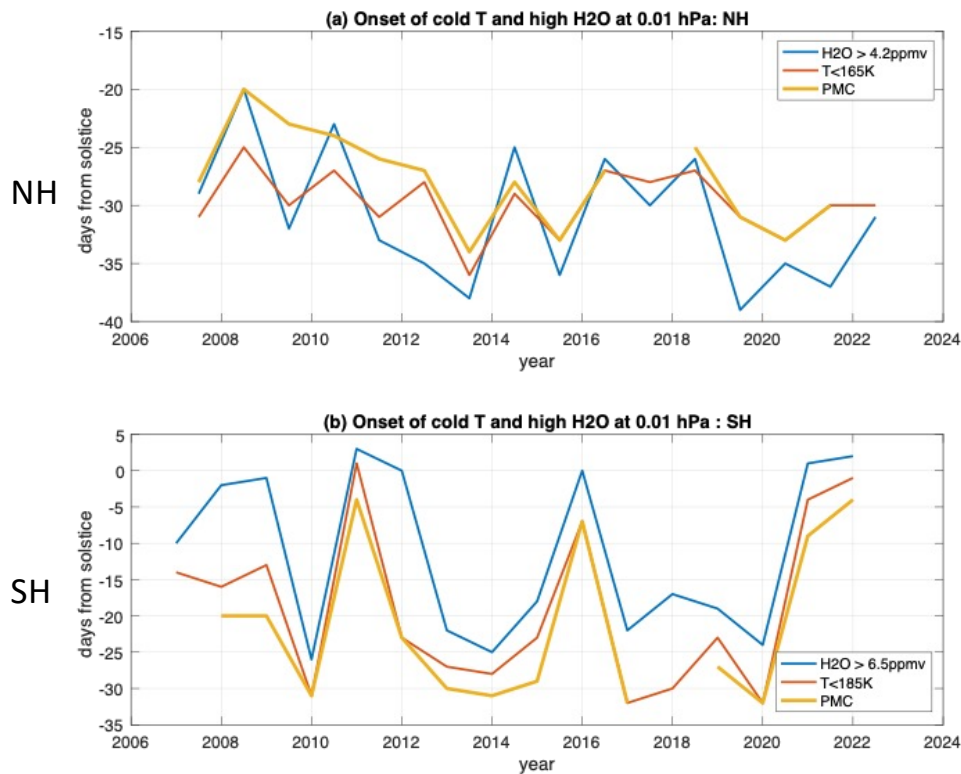 (a) Onset of cold T and high H2O at 0.01 hPa: NH
NH
days from solstice
-15
-20
-25
-30
-35
-40
H2O > 4.2ppmv
T<165K
PMC
2006 2008 2010 2012 2014 2016 2018 2020 2022 2024
year
(b) Onset of cold T and high H2O at 0.01 hPa : SH
SH
days from solstice
5
0
-5
-10
-15
-20
-25
-30
-35
H2O > 6.5ppmv
T<185K
PMC
2006 2008 2010 2012 2014 2016 2018 2020 2022 2024
year